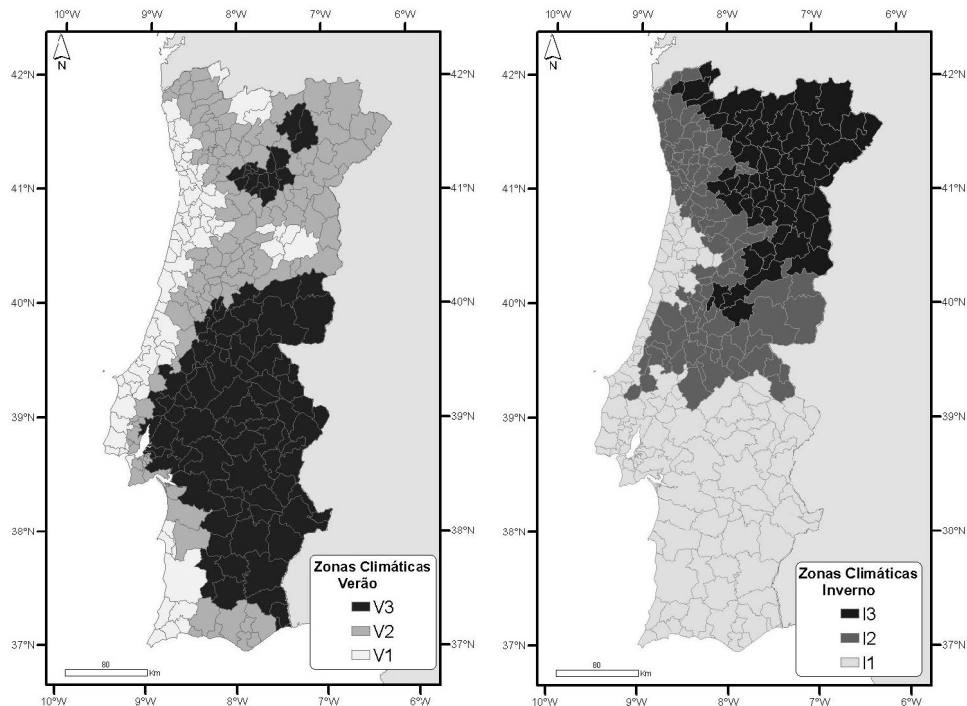 10°W 9°W 8°W 7°W 6°W
42°N 42°N
41°N 41°N
40°N 40°N
39°N 39°N
38°N 38°N
37°N 37°N
N
Zonas Climáticas
Verão
V3
V2
V1
80
Km
10°W 9°W 8°W 7°W 6°W
10°W 9°W 8°W 7°W 6°W
42°N 42°N
41°N 41°N
40°N 40°N
39°N 39°N
38°N 38°N
37°N 37°N
N
Zonas Climáticas
Inverno
I3
I2
I1
80
Km
10°W 9°W 8°W 7°W 6°W